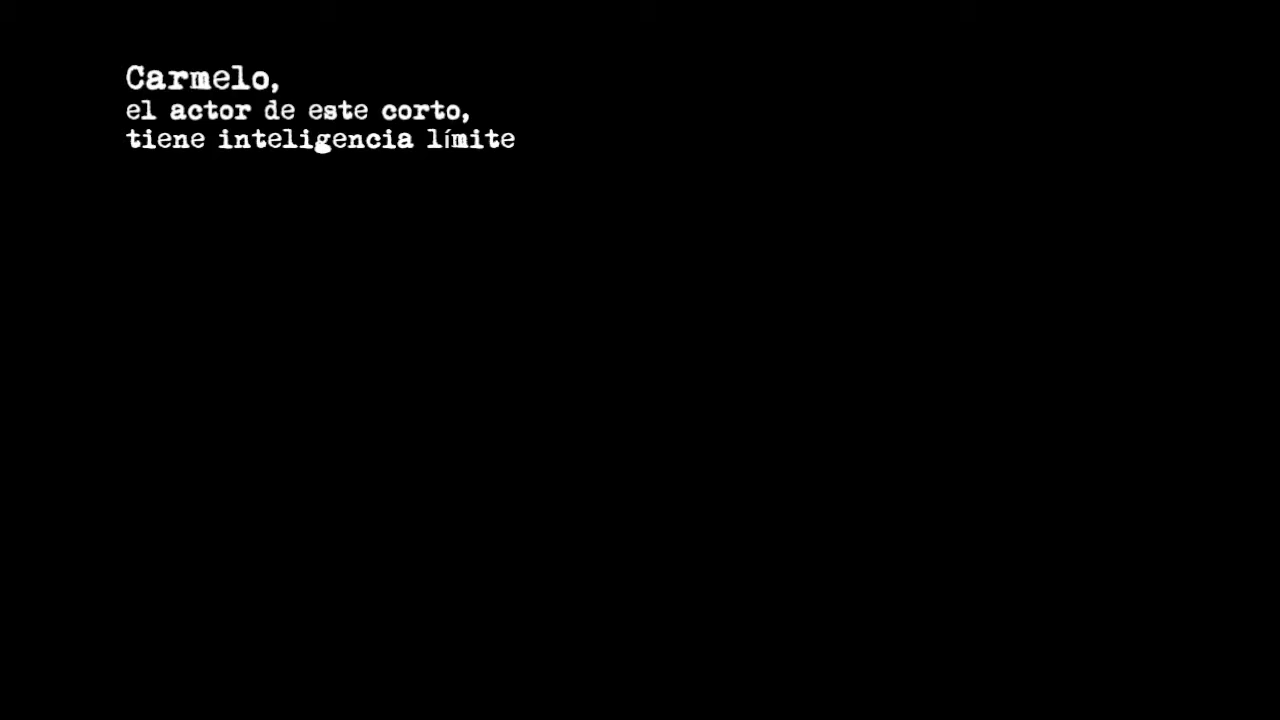 Carmelo,
el actor de este corto,
tiene inteligencia límite